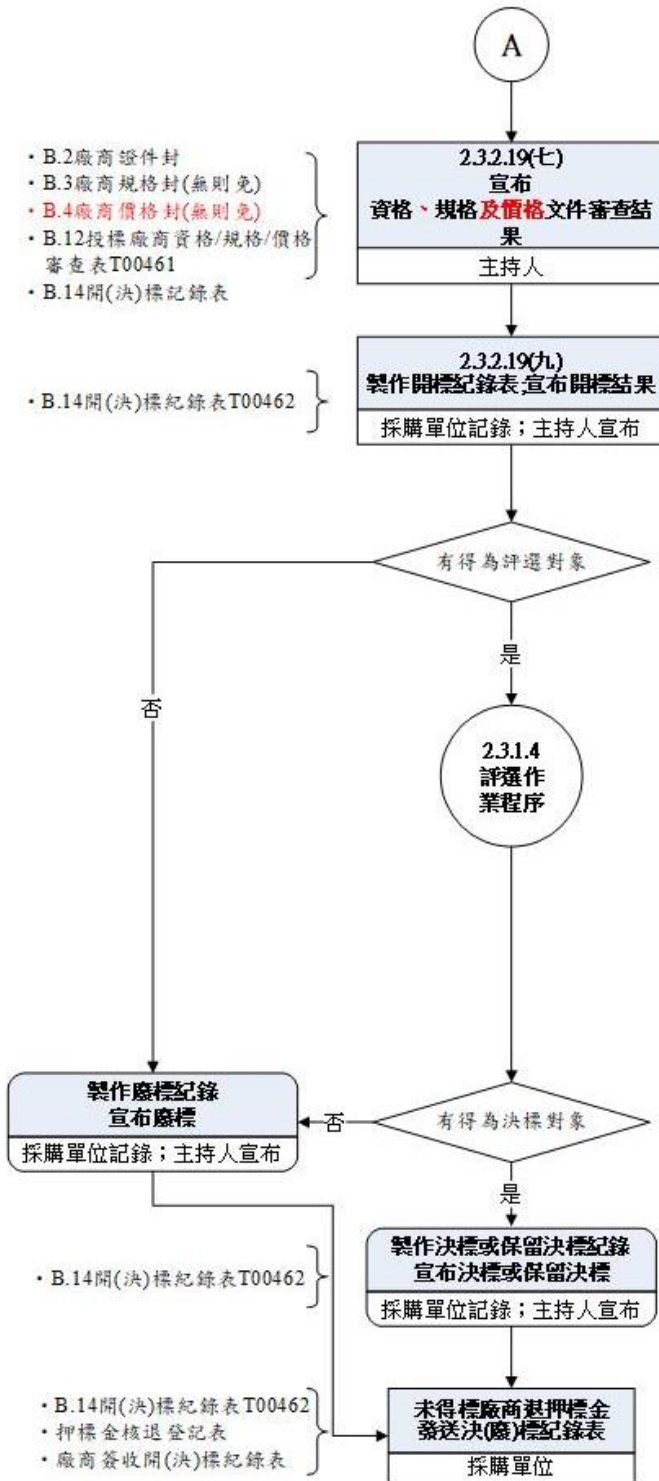 A
・B.2廠商證件封
・B.3廠商規格封(無則免)
・B.4廠商價格封(無則免)
・B.12投標廠商資格/規格/價格
審查表T00461
・B.14開(決)標記錄表
2.3.2.19(七)
宣布
資格、規格及價格文件審查結
果
主持人
・B.14開(決)標紀錄表T00462
2.3.2.19(九)
製作開標紀錄表;宣布開標結果
採購單位記錄；主持人宣布
有得為評選對象
是
否
2.3.1.4
評選作
業程序
製作廢標紀錄
宣布廢標
採購單位記錄；主持人宣布
否
有得為決標對象
是
・B.14開(決)標紀錄表T00462
製作決標或保留決標紀錄
宣布決標或保留決標
採購單位記錄；主持人宣布
・B.14開(決)標紀錄表T00462
・押標金核退登記表
・廠商簽收開(決)標紀錄表
未得標廠商退押標金
發送決(廢)標紀錄表
採購單位